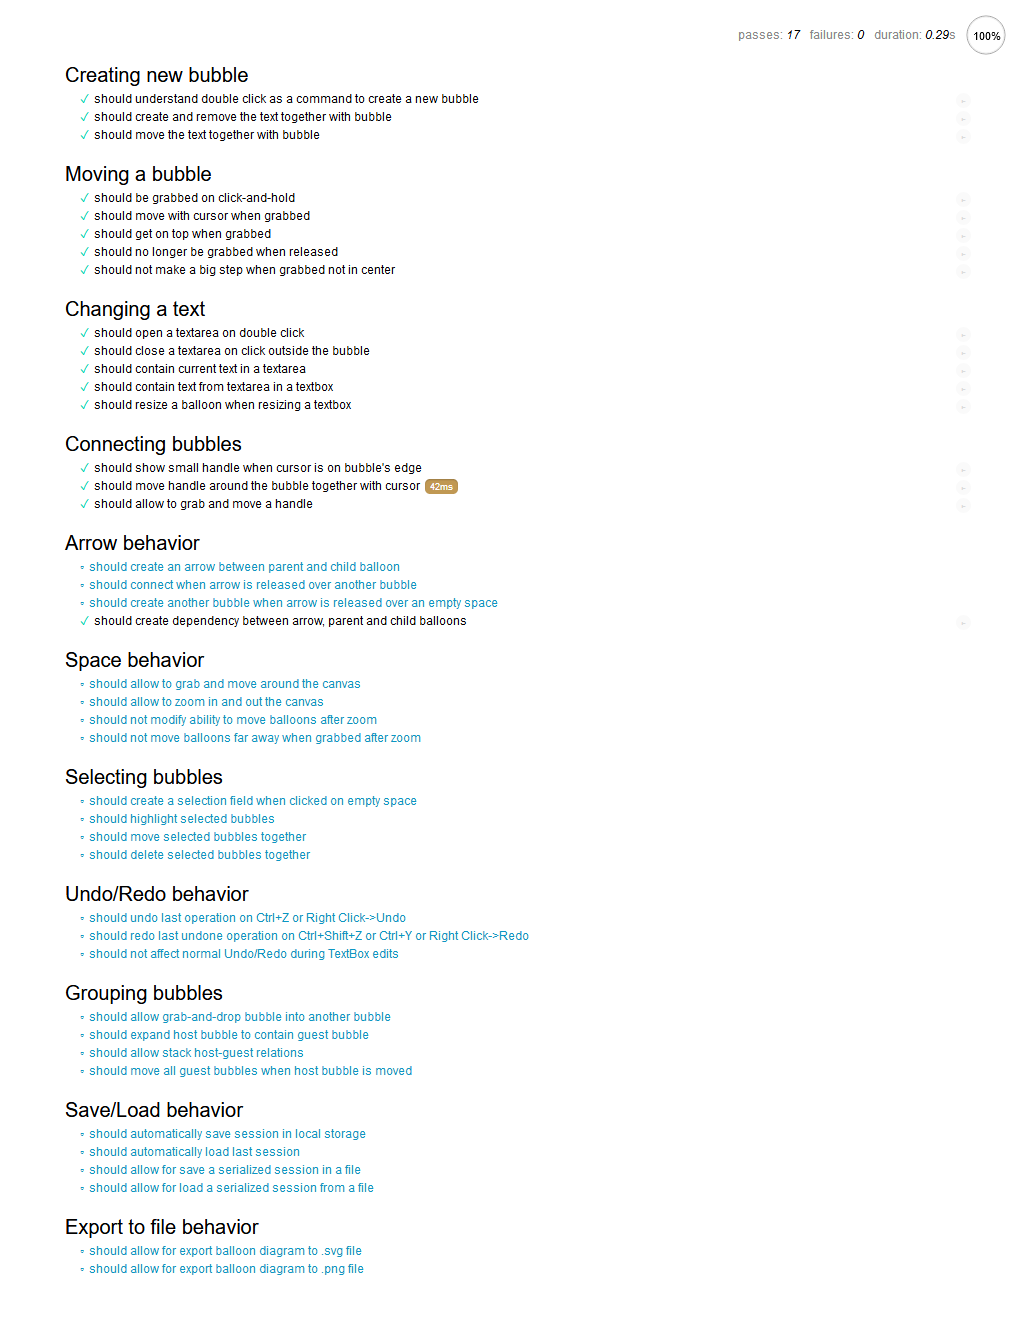 passes: 17 failures: 0 duration: 0.29s 100%
Creating new bubble
✓ should understand double click as a command to create a new bubble
✓ should create and remove the text together with bubble
✓ should move the text together with bubble
Moving a bubble
✓ should be grabbed on click-and-hold
✓ should move with cursor when grabbed
✓ should get on top when grabbed
✓ should no longer be grabbed when released
✓ should not make a big step when grabbed not in center
Changing a text
✓ should open a textarea on double click
✓ should close a textarea on click outside the bubble
✓ should contain current text in a textarea
✓ should contain text from textarea in a textbox
✓ should resize a balloon when resizing a textbox
Connecting bubbles
✓ should show small handle when cursor is on bubble's edge
✓ should move handle around the bubble together with cursor 42ms
✓ should allow to grab and move a handle
Arrow behavior
should create an arrow between parent and child balloon
should connect when arrow is released over another bubble
should create another bubble when arrow is released over an empty space
✓ should create dependency between arrow, parent and child balloons
Space behavior
should allow to grab and move around the canvas
should allow to zoom in and out the canvas
should not modify ability to move balloons after zoom
should not move balloons far away when grabbed after zoom
Selecting bubbles
should create a selection field when clicked on empty space
should highlight selected bubbles
should move selected bubbles together
should delete selected bubbles together
Undo/Redo behavior
should undo last operation on Ctrl+Z or Right Click->Undo
should redo last undone operation on Ctrl+Shift+Z or Ctrl+Y or Right Click->Redo
should not affect normal Undo/Redo during TextBox edits
Grouping bubbles
should allow grab-and-drop bubble into another bubble
should expand host bubble to contain guest bubble
should allow stack host-guest relations
should move all guest bubbles when host bubble is moved
Save/Load behavior
should automatically save session in local storage
should automatically load last session
should allow for save a serialized session in a file
should allow for load a serialized session from a file
Export to file behavior
should allow for export balloon diagram to .svg file
should allow for export balloon diagram to .png file